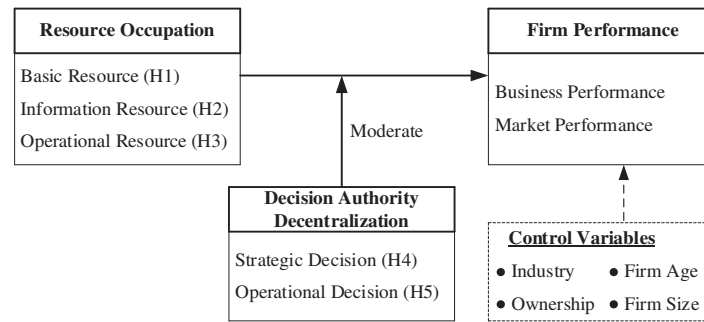 Resource Occupation
Basic Resource (H1)
Information Resource (H2)
Operational Resource (H3)
Moderate
Decision Authority
Decentralization
Strategic Decision (H4)
Operational Decision (H5)
Firm Performance
Business Performance
Market Performance
Control Variables
● Industry ● Firm Age
● Ownership ● Firm Size